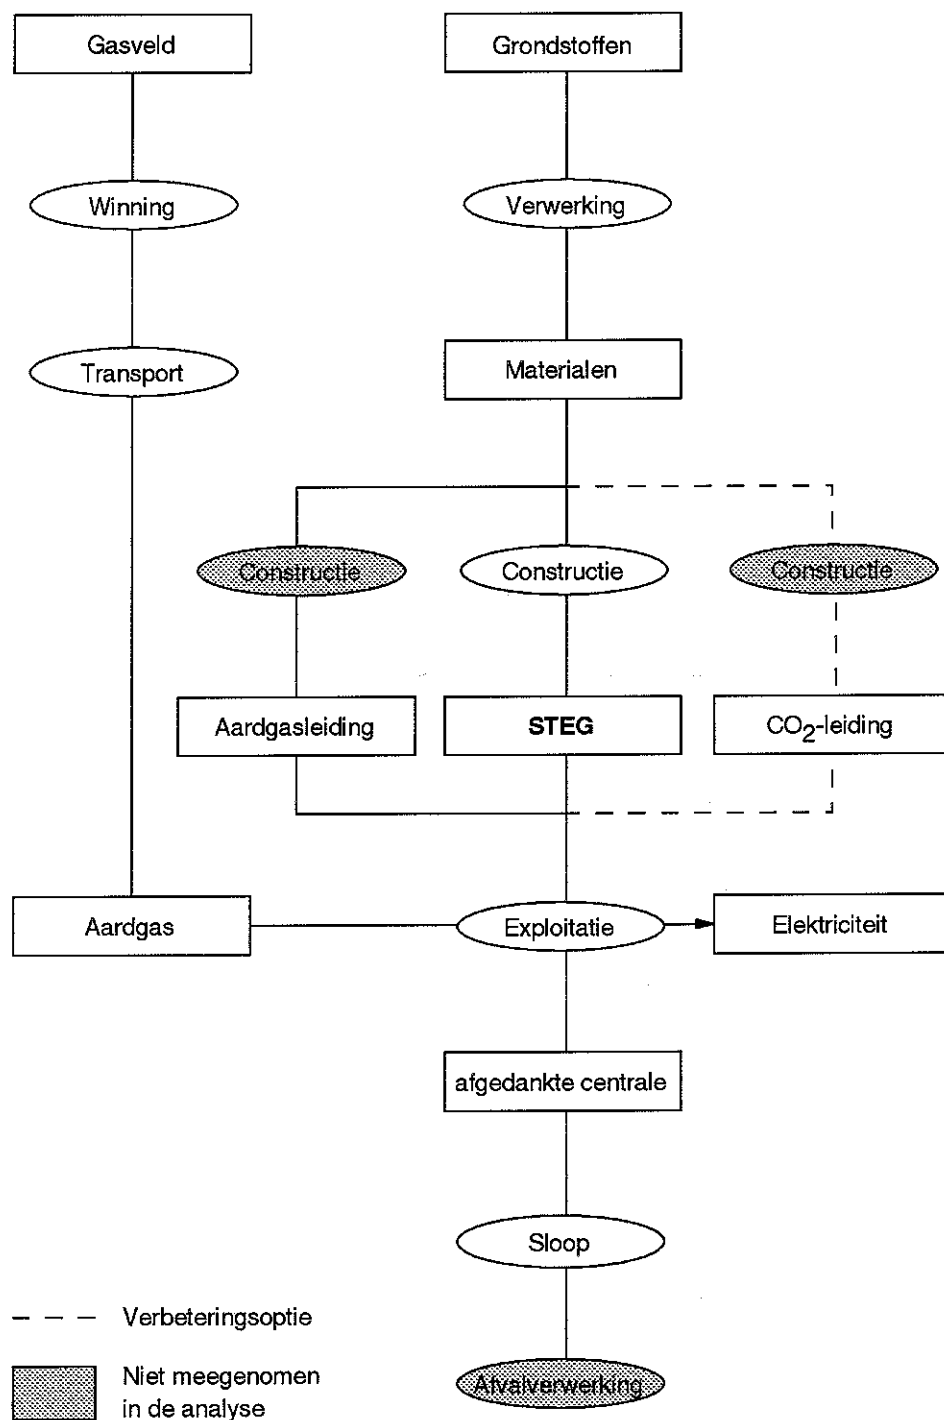 Gasveld
Grondstoffen
Winning
Verwerking
Transport
Materialen
Constructie
Constructie
Constructie
Aardgasleiding
STEG
CO2-leiding
Aardgas
Exploitatie
Elektriciteit
afgedankte centrale
Sloop
Verbeteringsoptie
Niet meegenomen
in de analyse
Afvalverwerking